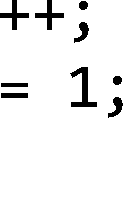 ++;
= 1;